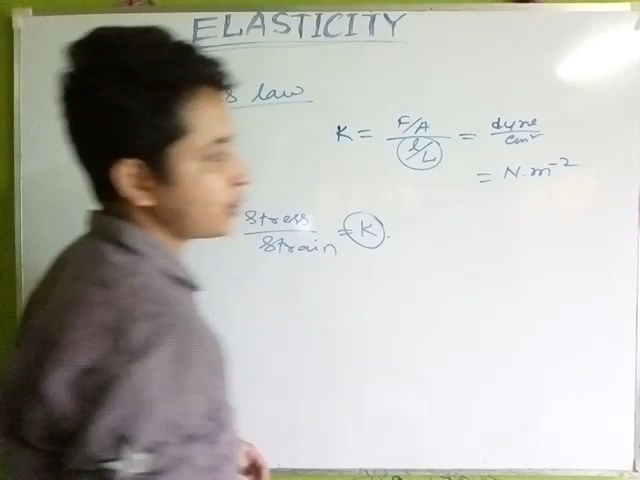 ELASTICITY
s law
K = F/A / l/L = dyne/cm²
= N.m⁻²
Stress/Strain = K.